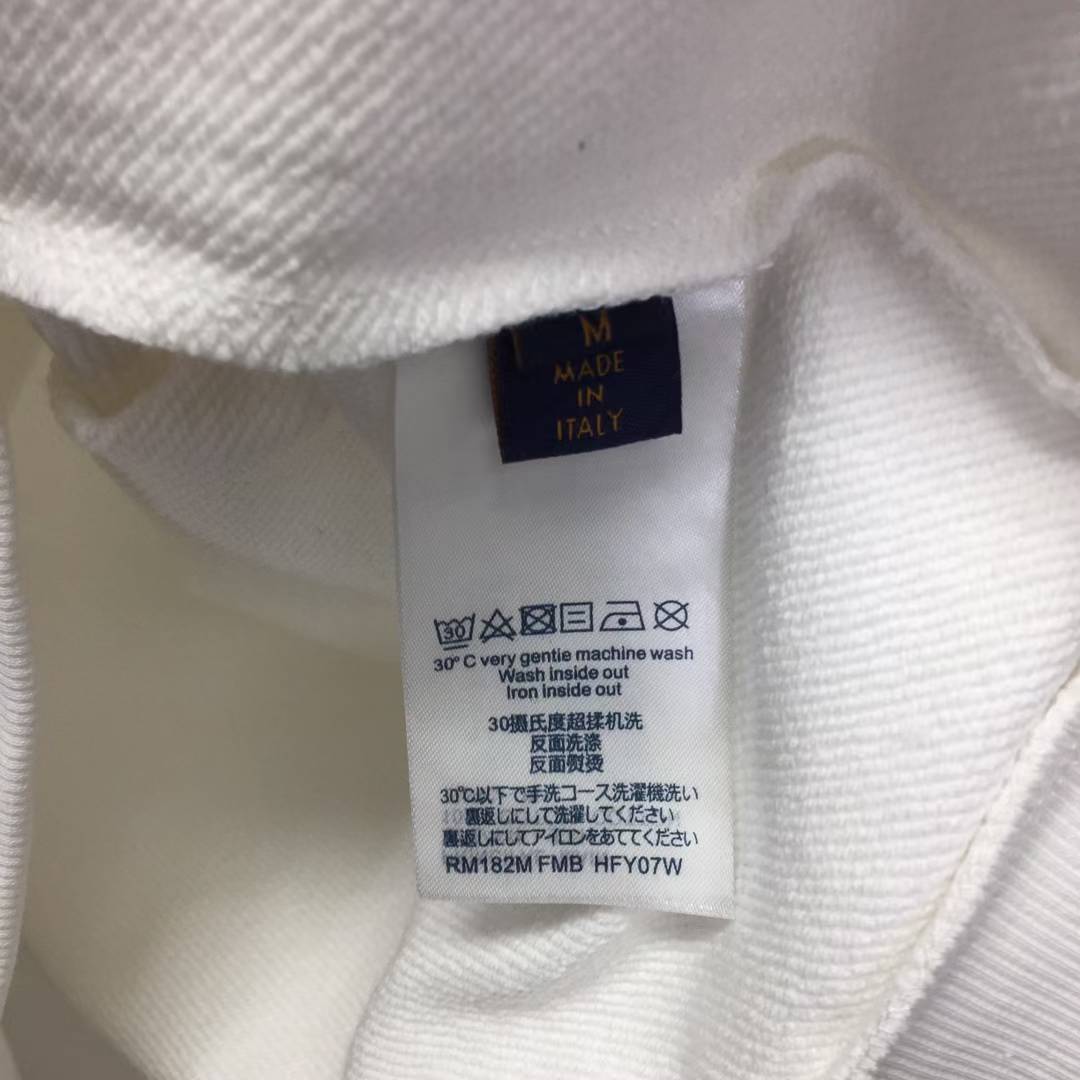 M
MADE
IN
ITALY
30
30°C very gentie machine wash
Wash inside out
Iron inside out
30摄氏度超揉机洗
反面洗涤
反面熨烫
30℃以下で手洗コース洗濯機洗い
裏返しにして洗濯してください
裏返しにしてアイロンをあててください
RM182M FMB HFY07W